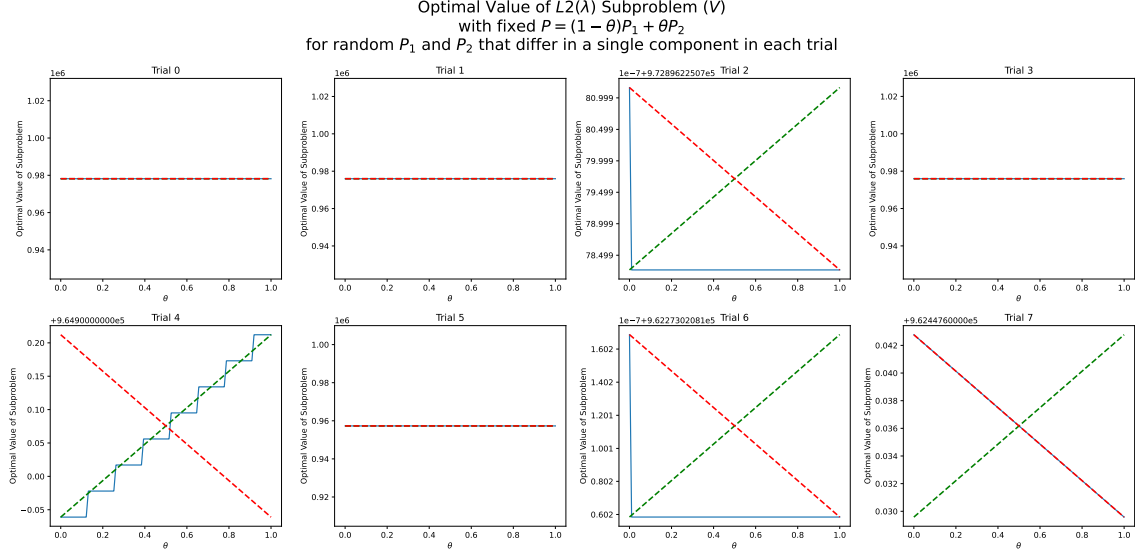 Optimal Value of L2(λ) Subproblem (V)
with fixed P = (1 − θ)P₁ + θP₂
for random P₁ and P₂ that differ in a single component in each trial
Trial 0
1e6
1.02
1.00
0.98
0.96
0.94
Optimal Value of Subproblem
0.0 0.2 0.4 0.6 0.8 1.0
θ
Trial 1
1e6
1.02
1.00
0.98
0.96
0.94
Optimal Value of Subproblem
0.0 0.2 0.4 0.6 0.8 1.0
θ
Trial 2
1e−7+9.7289622507e5
80.999
80.499
79.999
79.499
78.999
78.499
Optimal Value of Subproblem
0.0 0.2 0.4 0.6 0.8 1.0
θ
Trial 3
1e6
1.02
1.00
0.98
0.96
0.94
Optimal Value of Subproblem
0.0 0.2 0.4 0.6 0.8 1.0
θ
Trial 4
+9.6490000000e5
0.20
0.15
0.10
0.05
0.00
−0.05
Optimal Value of Subproblem
0.0 0.2 0.4 0.6 0.8 1.0
θ
Trial 5
1e6
1.00
0.98
0.96
0.94
0.92
Optimal Value of Subproblem
0.0 0.2 0.4 0.6 0.8 1.0
θ
Trial 6
1e−7+9.6227302081e5
1.602
1.402
1.201
1.002
0.802
0.602
Optimal Value of Subproblem
0.0 0.2 0.4 0.6 0.8 1.0
θ
Trial 7
+9.6244760000e5
0.042
0.040
0.038
0.036
0.034
0.032
0.030
Optimal Value of Subproblem
0.0 0.2 0.4 0.6 0.8 1.0
θ